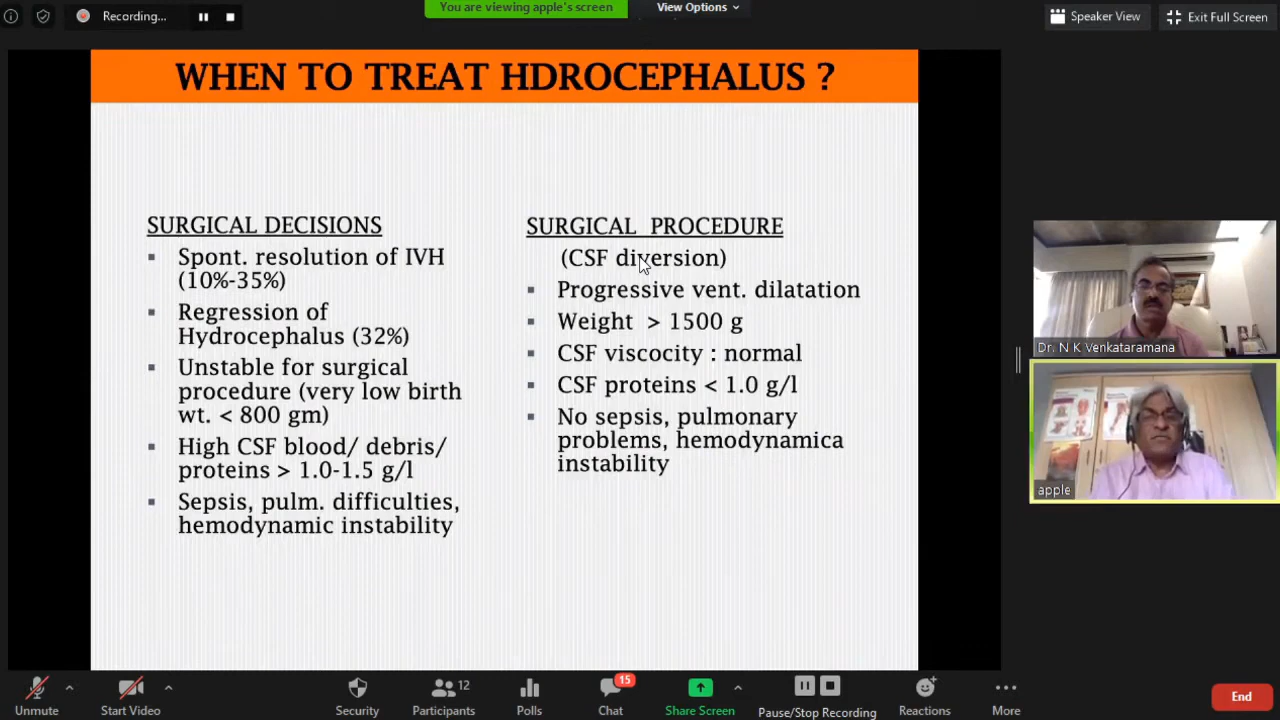 Recording...
You are viewing apple's screen
View Options
Speaker View
Exit Full Screen
WHEN TO TREAT HDROCEPHALUS ?
SURGICAL DECISIONS
▪ Spont. resolution of IVH
(10%-35%)
▪ Regression of
Hydrocephalus (32%)
▪ Unstable for surgical
procedure (very low birth
wt. < 800 gm)
▪ High CSF blood/ debris/
proteins > 1.0-1.5 g/l
▪ Sepsis, pulm. difficulties,
hemodynamic instability
SURGICAL PROCEDURE
(CSF diversion)
▪ Progressive vent. dilatation
▪ Weight > 1500 g
▪ CSF viscocity : normal
▪ CSF proteins < 1.0 g/l
▪ No sepsis, pulmonary
problems, hemodynamica
instability
Dr. N K Venkataramana
apple
Unmute
Start Video
Security
12
Participants
Polls
15
Chat
Share Screen
Pause/Stop Recording
Reactions
More
End